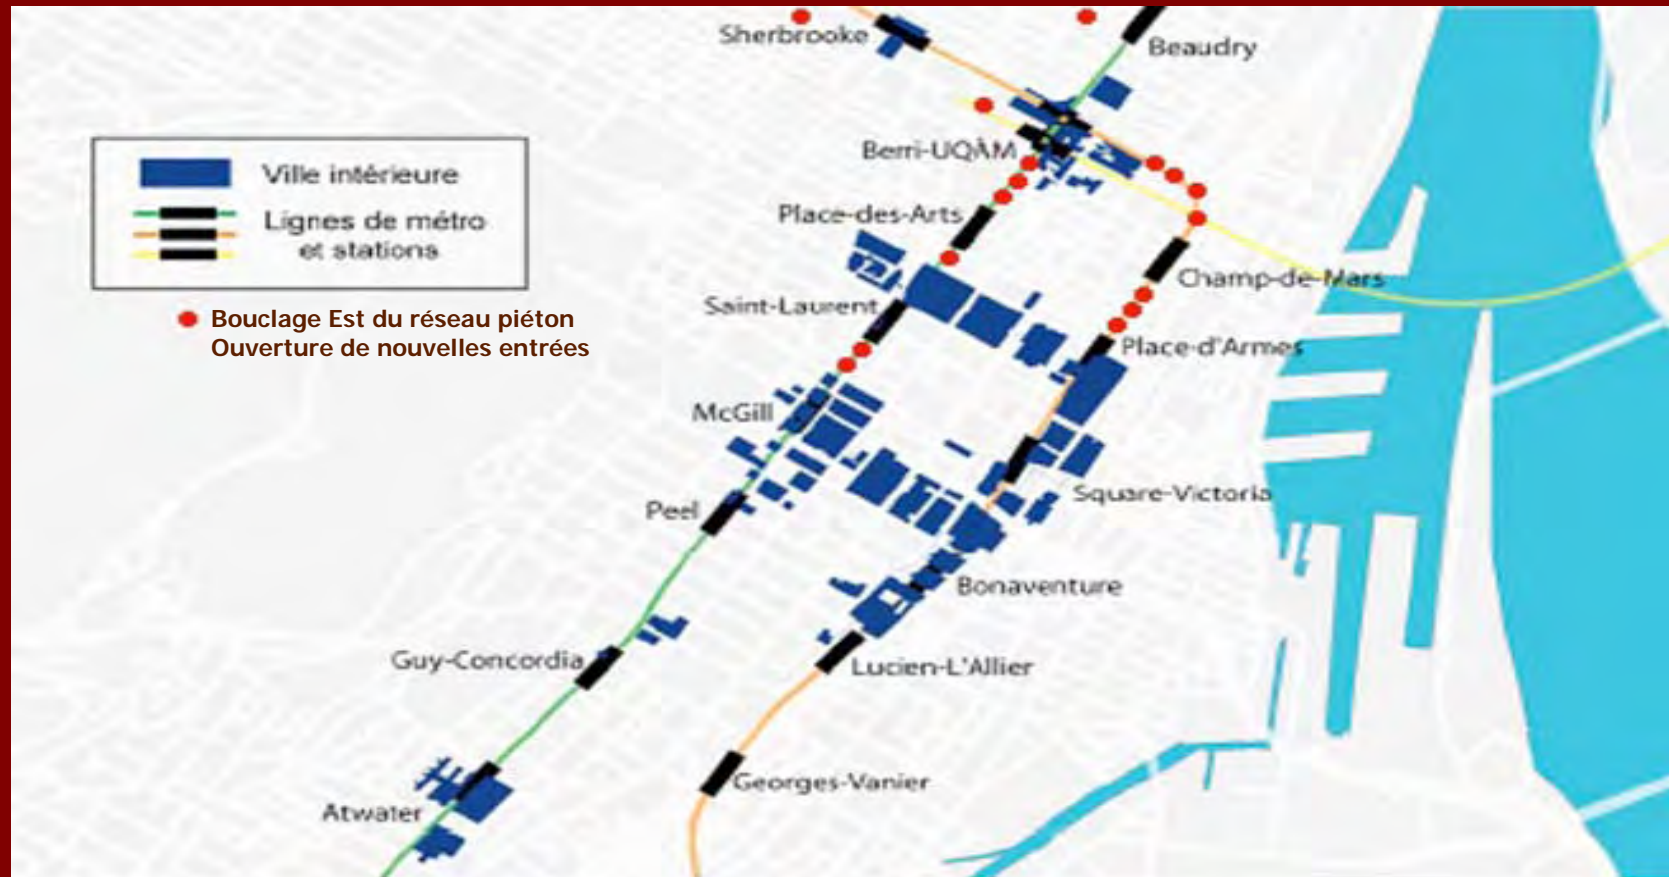 Sherbrooke
Beaudry
Berri-UQÀM
Ville intérieure
Lignes de métro
et stations
Place-des-Arts
Champ-de-Mars
Saint-Laurent
Bouclage Est du réseau piéton
Ouverture de nouvelles entrées
Place-d'Armes
McGill
Square-Victoria
Peel
Bonaventure
Guy-Concordia
Lucien-L'Allier
Georges-Vanier
Atwater